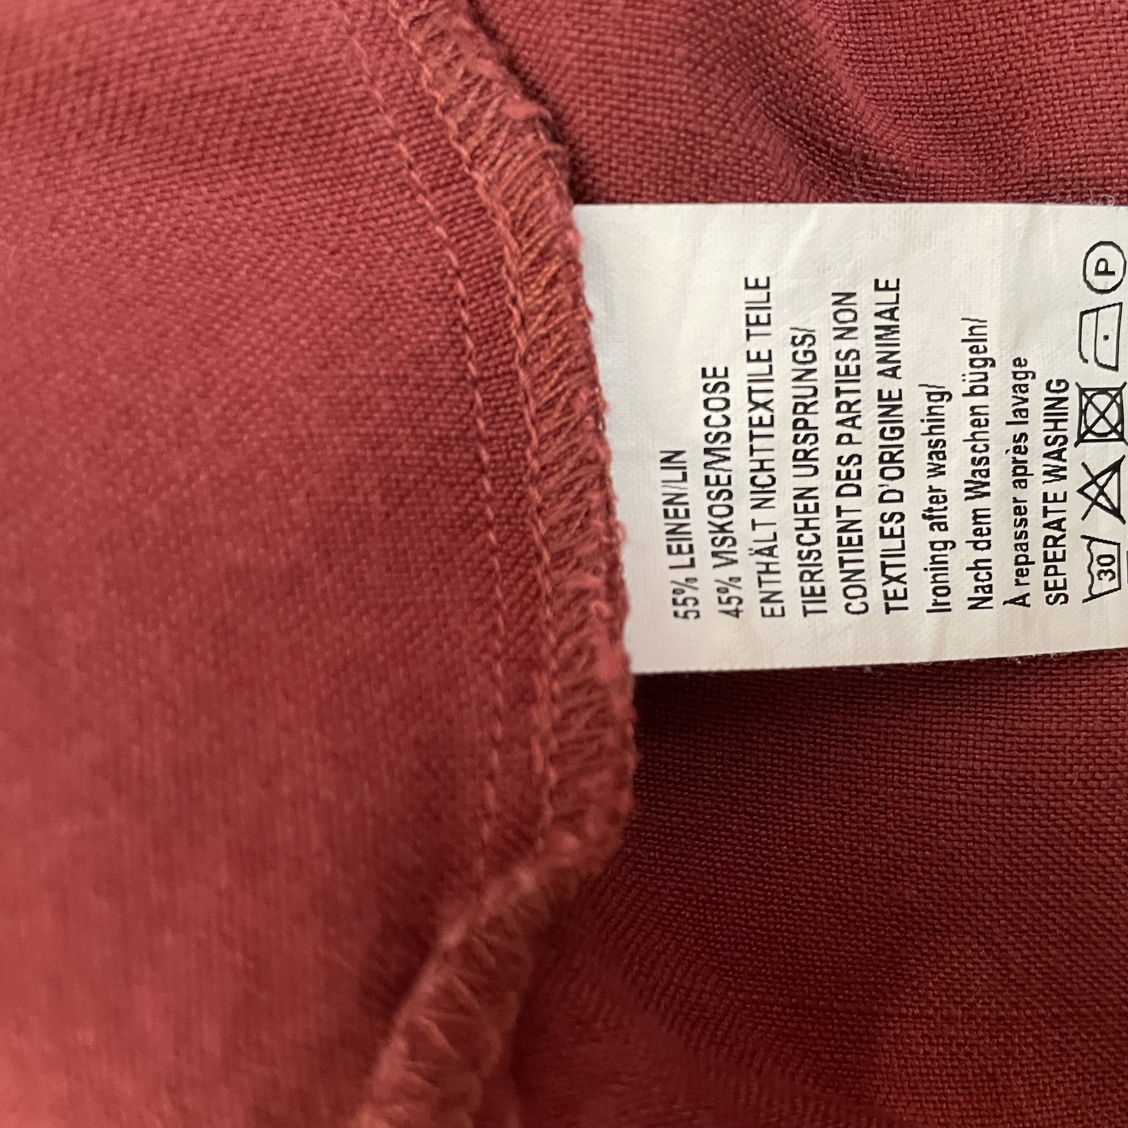 55% LEINEN/LIN
45% VISKOSE/VISCOSE
ENTHÄLT NICHTTEXTILE TEILE
TIERISCHEN URSPRUNGS/
CONTIENT DES PARTIES NON
TEXTILES D'ORIGINE ANIMALE
Ironing after washing/
Nach dem Waschen bügeln/
À repasser après lavage
SEPERATE WASHING
30 P